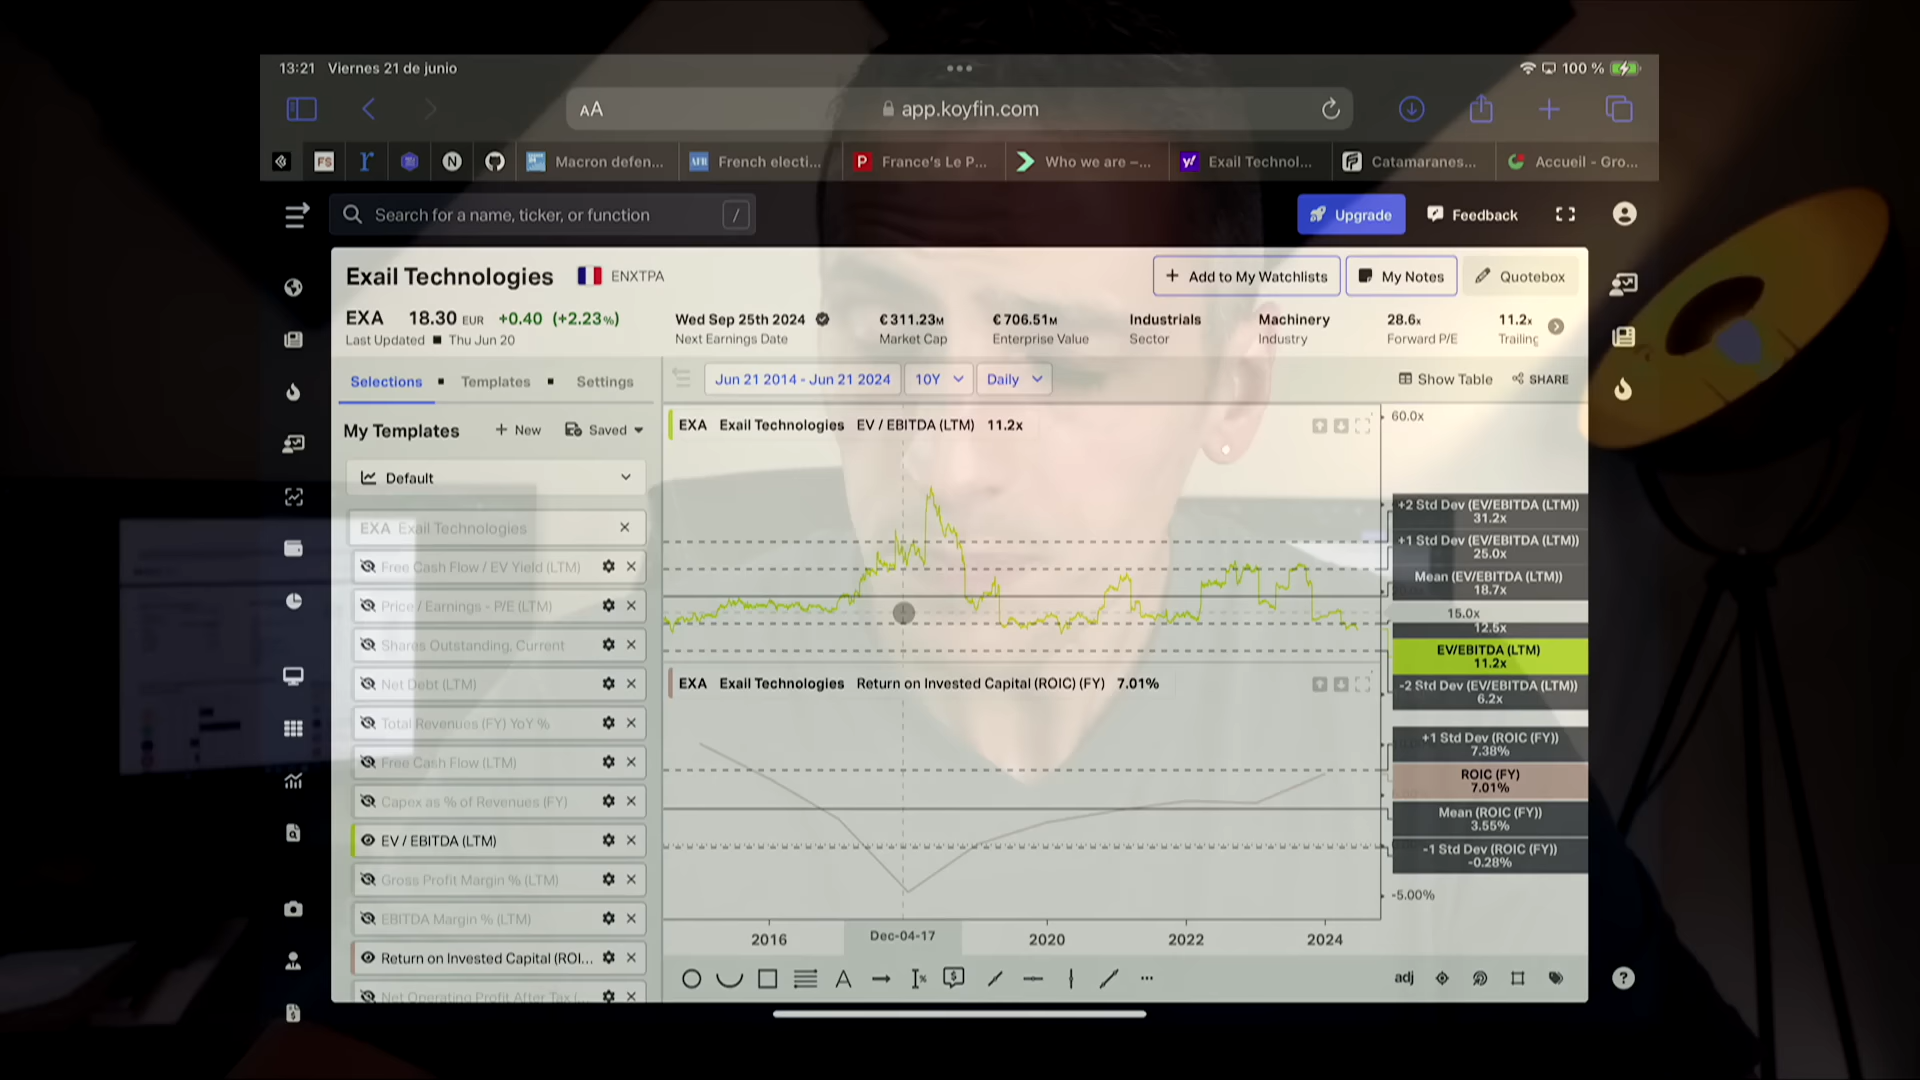 13:21 Viernes 21 de junio
100 %
AA
app.koyfin.com
FS
N
Macron defen...
AFR French electi...
P France's Le P...
Who we are –...
y! Exail Technol...
Catamaranes...
Accueil - Gro...
Search for a name, ticker, or function /
Upgrade
Feedback
Exail Technologies ENXTPA
+ Add to My Watchlists
My Notes
Quotebox
EXA 18.30 EUR +0.40 (+2.23%)
Last Updated Thu Jun 20
Wed Sep 25th 2024
Next Earnings Date
€311.23M
Market Cap
€706.51M
Enterprise Value
Industrials
Sector
Machinery
Industry
28.6x
Forward P/E
11.2x
Trailing
Selections Templates Settings
Jun 21 2014 - Jun 21 2024
10Y
Daily
Show Table
SHARE
My Templates + New Saved
Default
EXA Exail Technologies
Free Cash Flow / EV Yield (LTM)
Price / Earnings - P/E (LTM)
Shares Outstanding, Current
Net Debt (LTM)
Total Revenues (FY) YoY %
Free Cash Flow (LTM)
Capex as % of Revenues (FY)
EV / EBITDA (LTM)
Gross Profit Margin % (LTM)
EBITDA Margin % (LTM)
Return on Invested Capital (ROI...
Net Operating Profit After Tax (...
EXA Exail Technologies EV / EBITDA (LTM) 11.2x
60.0x
+2 Std Dev (EV/EBITDA (LTM))
31.2x
+1 Std Dev (EV/EBITDA (LTM))
25.0x
Mean (EV/EBITDA (LTM))
18.7x
15.0x
12.5x
EV/EBITDA (LTM)
11.2x
-2 Std Dev (EV/EBITDA (LTM))
6.2x
EXA Exail Technologies Return on Invested Capital (ROIC) (FY) 7.01%
+1 Std Dev (ROIC (FY))
7.38%
ROIC (FY)
7.01%
Mean (ROIC (FY))
3.55%
-1 Std Dev (ROIC (FY))
-0.28%
-5.00%
2016 Dec-04-17 2020 2022 2024
A
adj
?